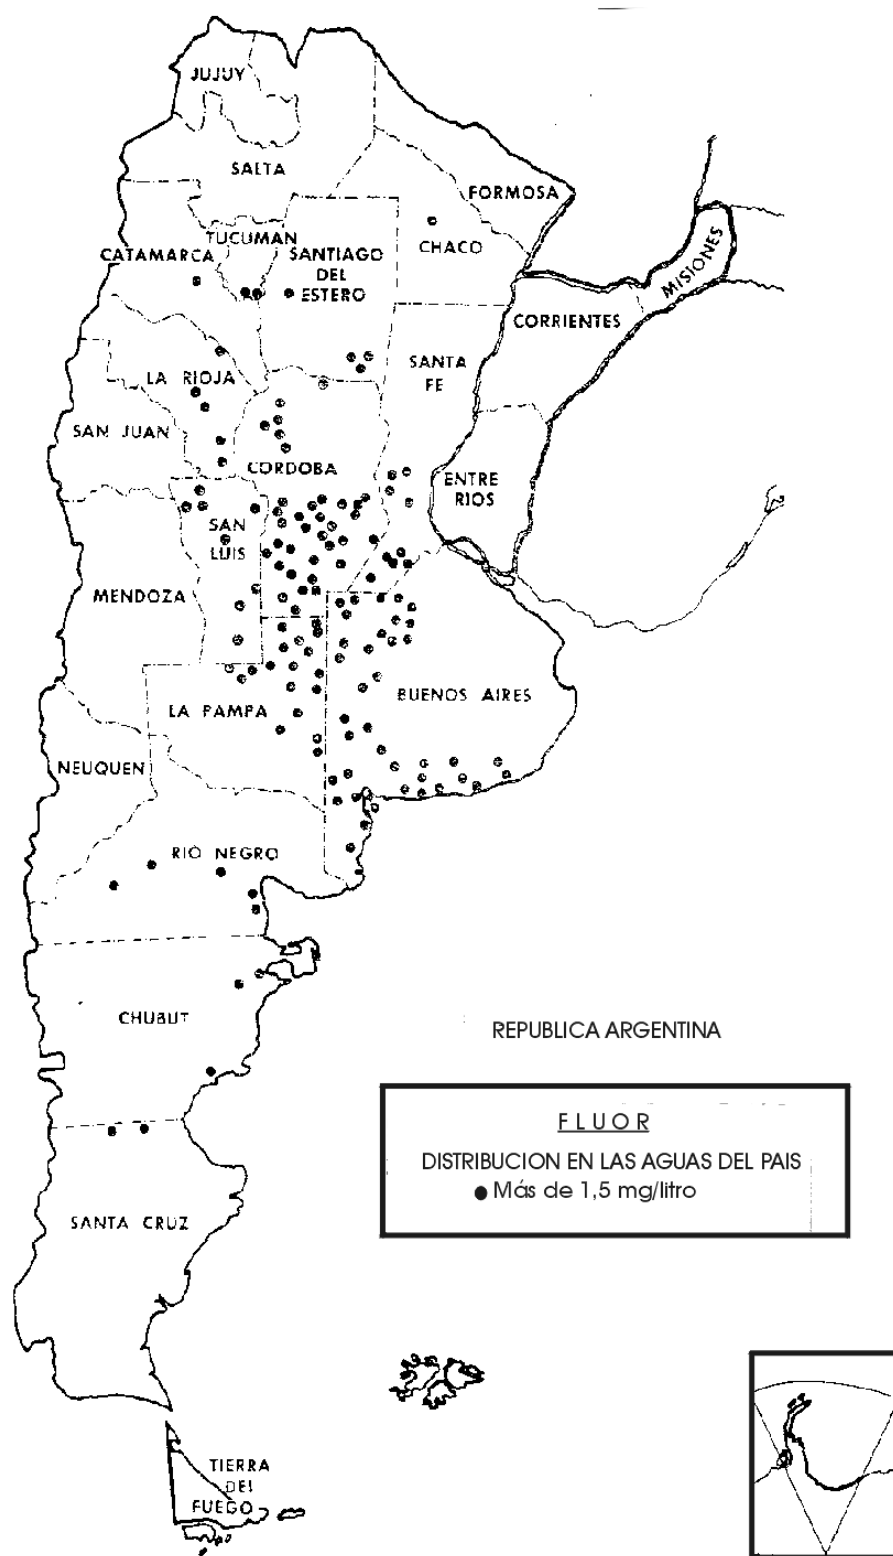 JUJUY
SALTA
FORMOSA
CHACO
TUCUMAN
CATAMARCA
SANTIAGO
DEL
ESTERO
MISIONES
CORRIENTES
LA RIOJA
SANTA
FE
SAN JUAN
CORDOBA
ENTRE
RIOS
SAN
LUIS
MENDOZA
BUENOS AIRES
LA PAMPA
NEUQUEN
RIO NEGRO
CHUBUT
REPUBLICA ARGENTINA
FLUOR
DISTRIBUCION EN LAS AGUAS DEL PAIS
● Más de 1,5 mg/litro
SANTA CRUZ
TIERRA
DEL
FUEGO